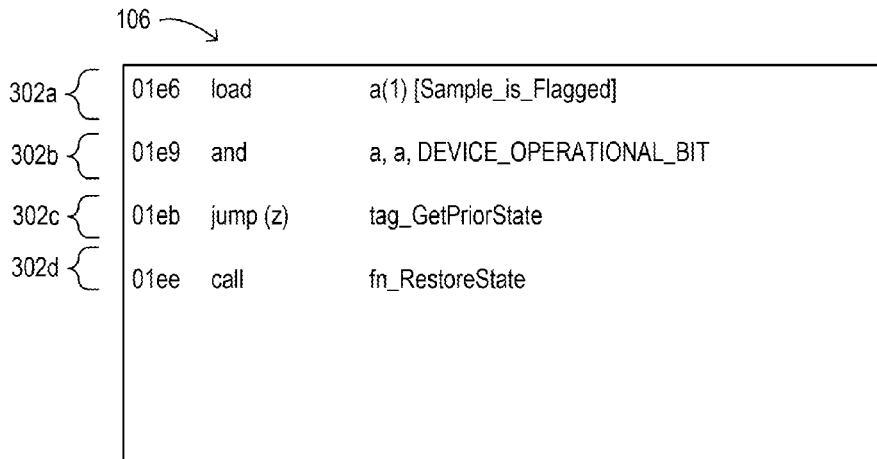 106
302a 01e6 load a(1) [Sample_is_Flagged]
302b 01e9 and a, a, DEVICE_OPERATIONAL_BIT
302c 01eb jump (z) tag_GetPriorState
302d 01ee call fn_RestoreState